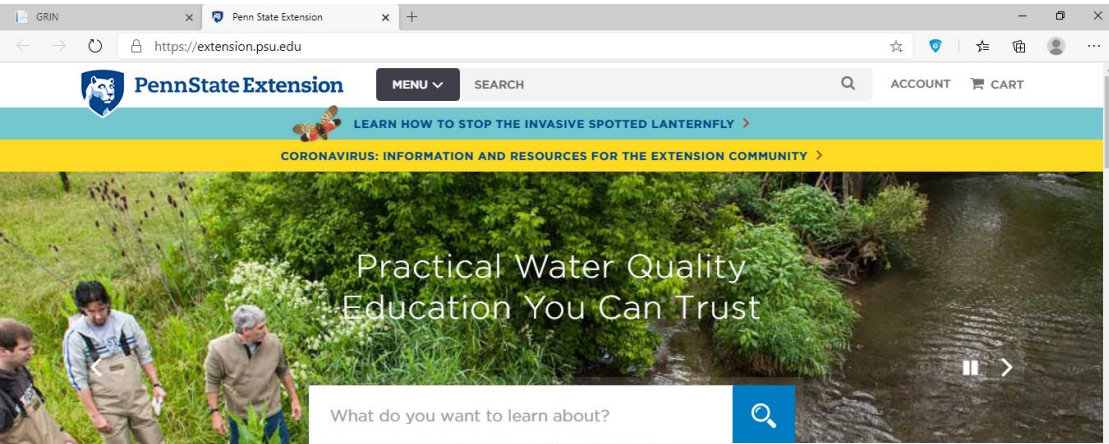 GRIN
Penn State Extension
https://extension.psu.edu
PennState Extension
MENU
SEARCH
ACCOUNT
CART
LEARN HOW TO STOP THE INVASIVE SPOTTED LANTERNFLY >
CORONAVIRUS: INFORMATION AND RESOURCES FOR THE EXTENSION COMMUNITY >
Practical Water Quality
Education You Can Trust
What do you want to learn about?